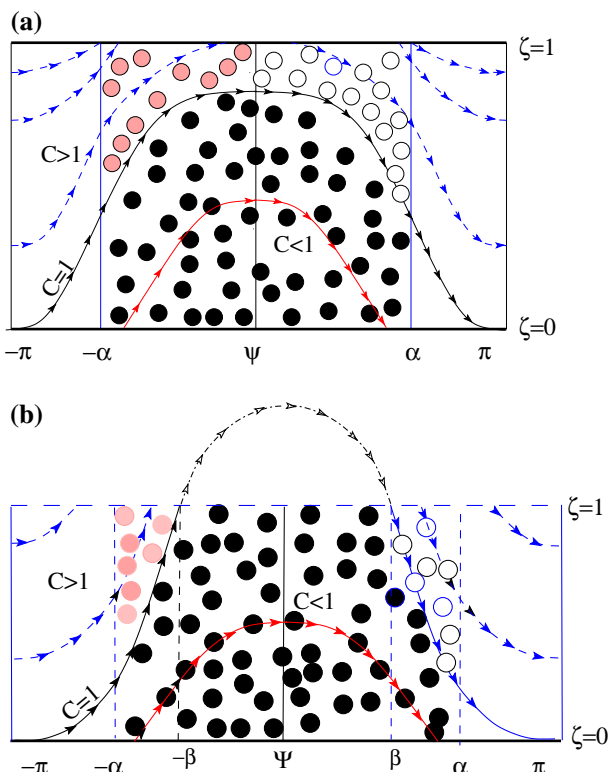 (a)
ζ=1
C>1
C<1
C=1
ζ=0
−π −α ψ α π
(b)
ζ=1
C>1
C<1
C=1
ζ=0
−π −α −β Ψ β α π